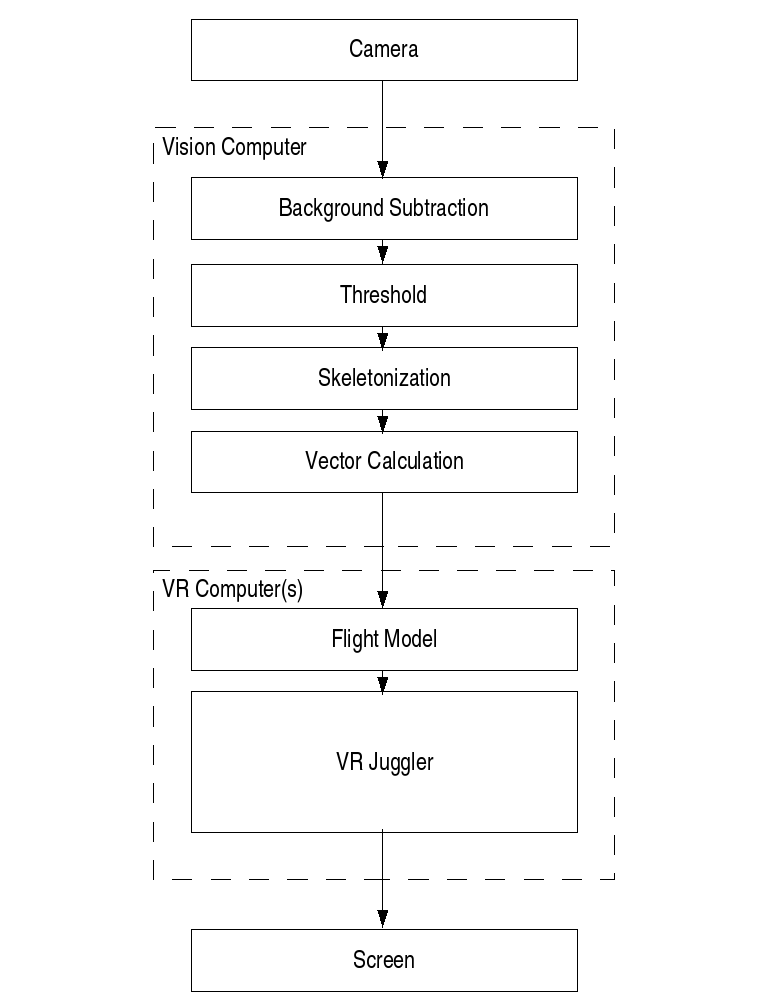 Camera
Vision Computer
Background Subtraction
Threshold
Skeletonization
Vector Calculation
VR Computer(s)
Flight Model
VR Juggler
Screen